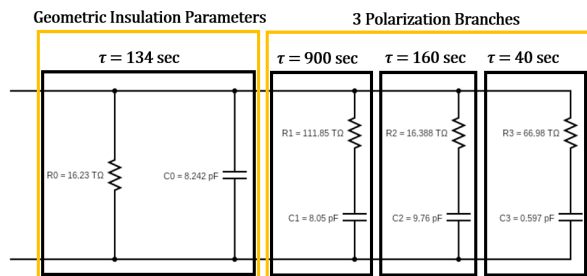 Geometric Insulation Parameters
3 Polarization Branches
τ = 134 sec
τ = 900 sec
τ = 160 sec
τ = 40 sec
R0 = 16.23 TΩ
C0 = 8.242 pF
R1 = 111.85 TΩ
R2 = 16.388 TΩ
R3 = 66.98 TΩ
C1 = 8.05 pF
C2 = 9.76 pF
C3 = 0.597 pF